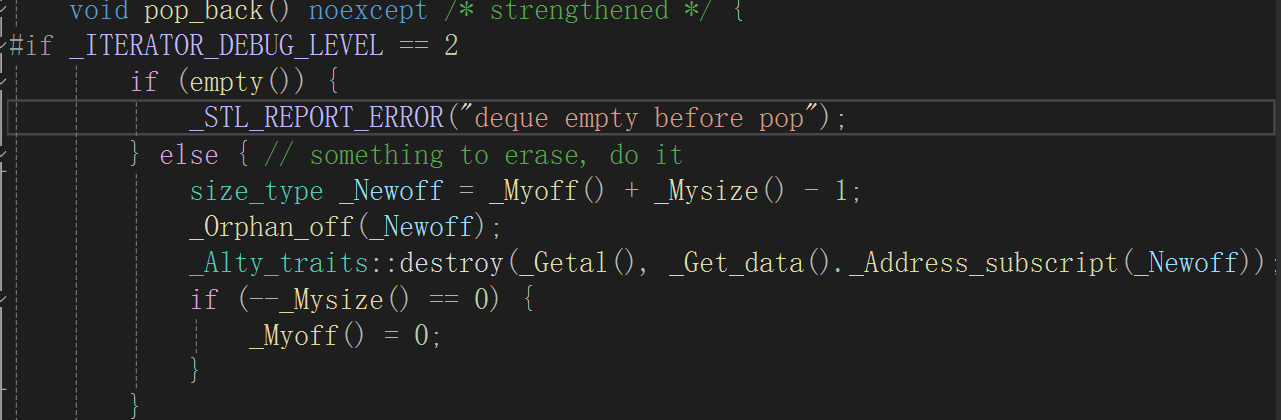 void pop_back() noexcept /* strengthened */ {
#if _ITERATOR_DEBUG_LEVEL == 2
if (empty()) {
_STL_REPORT_ERROR("deque empty before pop");
} else { // something to erase, do it
size_type _Newoff = _Myoff() + _Mysize() - 1;
_Orphan_off(_Newoff);
_Alty_traits::destroy(_Getal(), _Get_data()._Address_subscript(_Newoff));
if (--_Mysize() == 0) {
_Myoff() = 0;
}
}